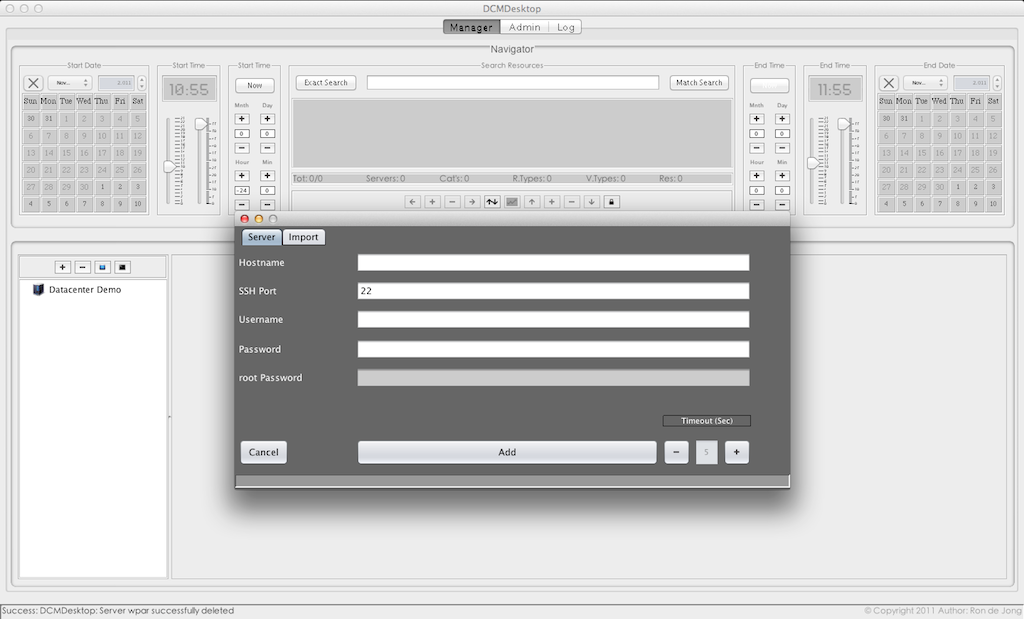 DCMDesktop
Manager Admin Log
Navigator
Start Date
Start Time
Start Time
Search Resources
End Time
End Time
End Date
Nov... 2.011
10:55
Now
Exact Search
Match Search
11:55
Nov... 2.011
Sun Mon Tue Wed Thu Fri Sat
30 31 1 2 3 4 5
6 7 8 9 10 11 12
13 14 15 16 17 18 19
20 21 22 23 24 25 26
27 28 29 30 1 2 3
4 5 6 7 8 9 10
Mnth Day
+ +
0 0
− −
Hour Min
+ +
-24 0
− −
Tot: 0/0 Servers: 0 Cat's: 0 R.Types: 0 V.Types: 0 Res: 0
Mnth Day
+ +
0 0
− −
Hour Min
+ +
0 0
− −
Sun Mon Tue Wed Thu Fri Sat
30 31 1 2 3 4 5
6 7 8 9 10 11 12
13 14 15 16 17 18 19
20 21 22 23 24 25 26
27 28 29 30 1 2 3
4 5 6 7 8 9 10
Server Import
Hostname
SSH Port 22
Username
Password
root Password
Timeout (Sec)
Cancel Add − 5 +
Datacenter Demo
Success: DCMDesktop: Server wpar successfully deleted
© Copyright 2011 Author: Ron de Jong